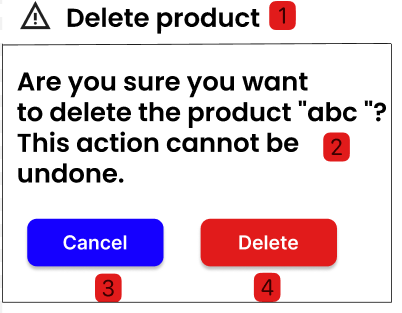 Delete product 1
Are you sure you want
to delete the product "abc "?
This action cannot be 2
undone.
Cancel Delete
3 4